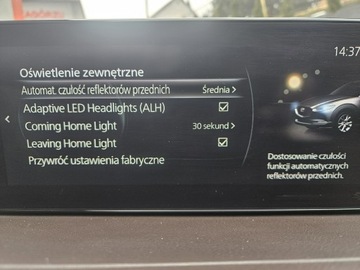 14:37
Oświetlenie zewnętrzne
Automat. czułość reflektorów przednich Średnia >
Adaptive LED Headlights (ALH)
Coming Home Light 30 sekund >
Leaving Home Light
Przywróć ustawienia fabryczne
Dostosowanie czułości
funkcji automatycznych
reflektorów przednich.